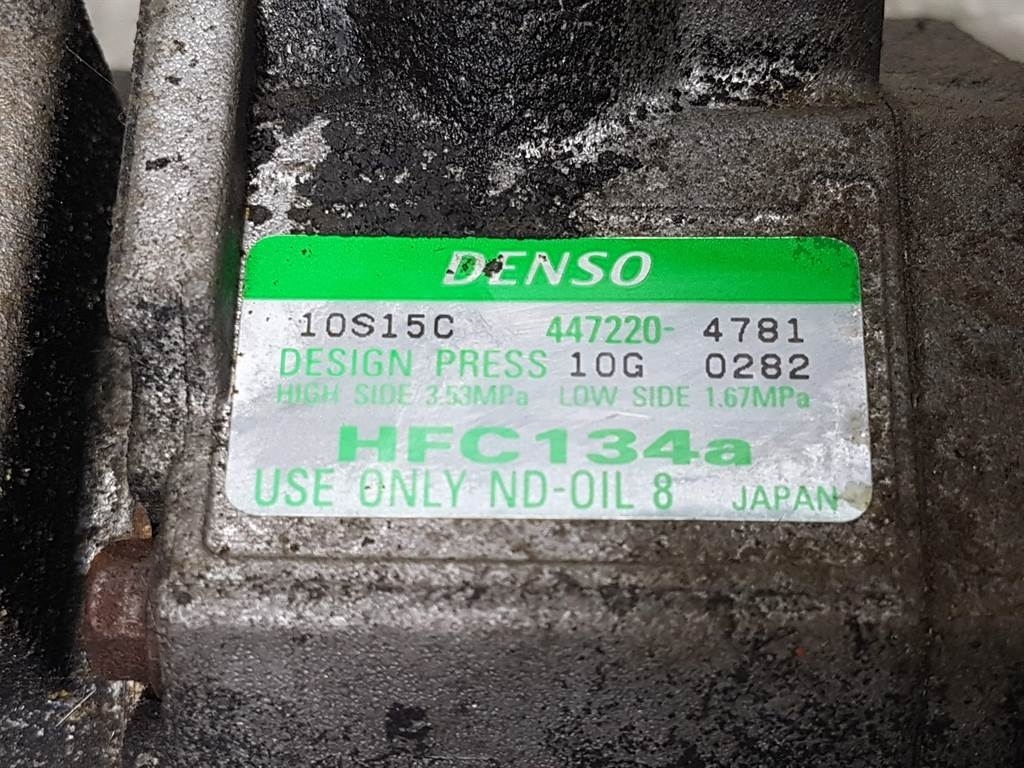 DENSO
10S15C 447220- 4781
DESIGN PRESS 10G 0282
HIGH SIDE 3.53MPa LOW SIDE 1.67MPa
HFC134a
USE ONLY ND-OIL 8 JAPAN